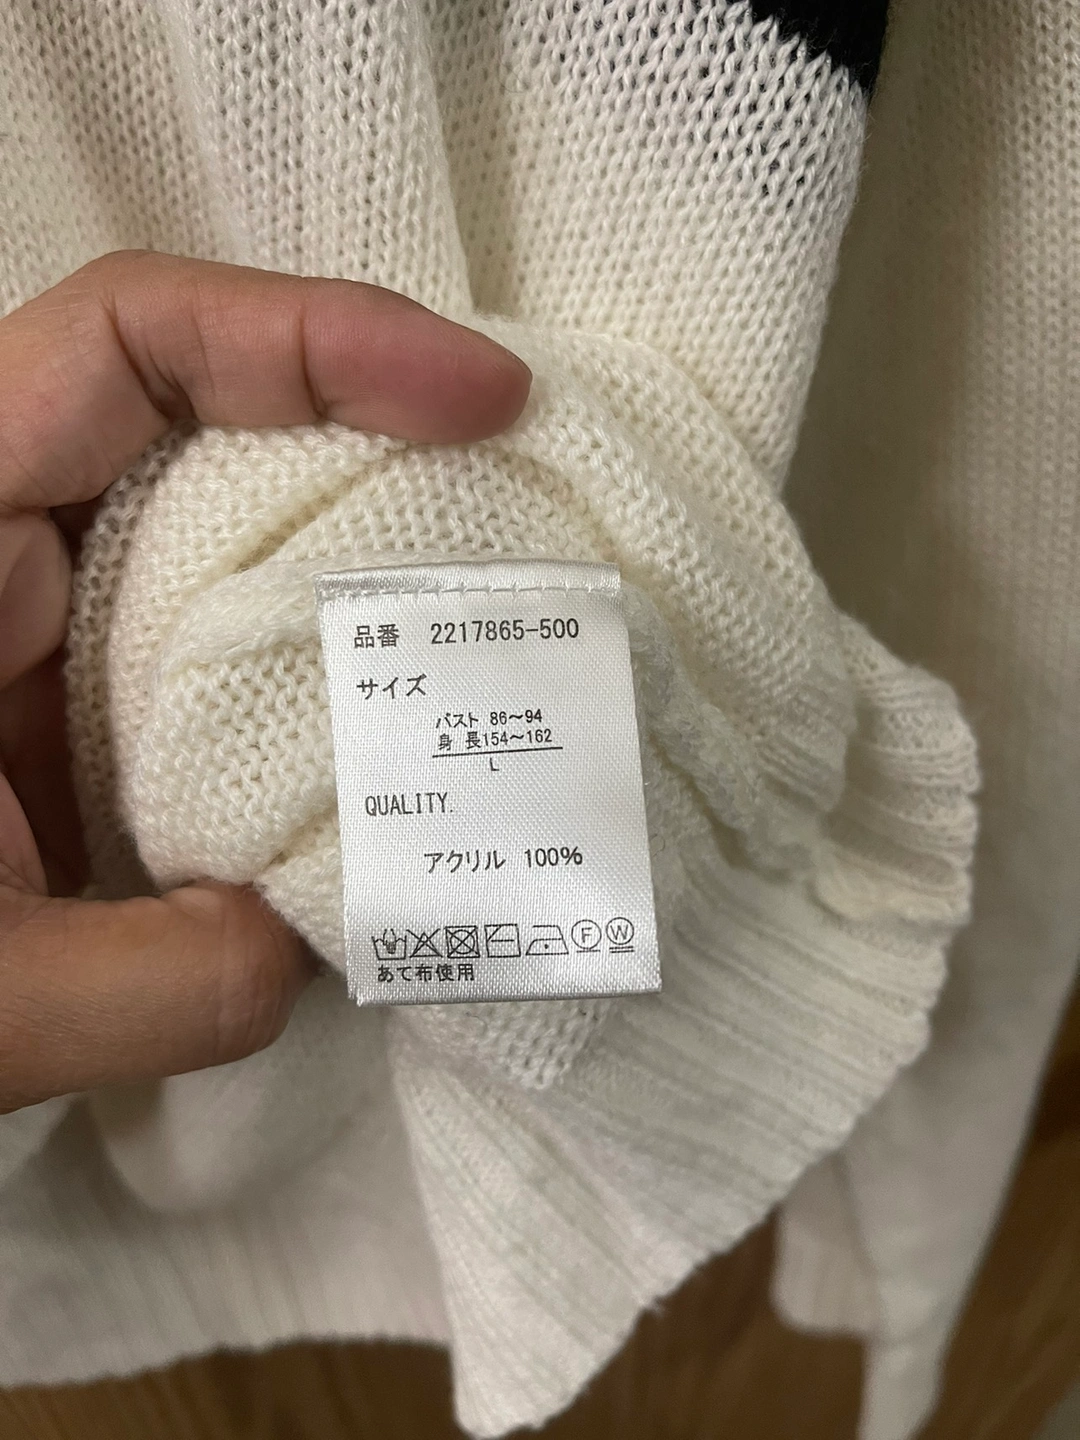 品番 2217865-500
サイズ
バスト 86～94
身 長154～162
L
QUALITY.
アクリル 100%
F W
あて布使用